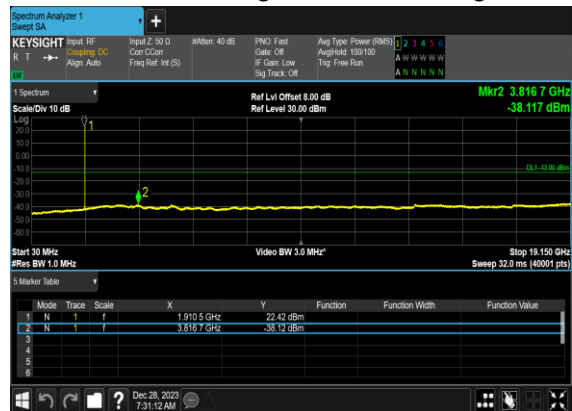 Spectrum Analyzer 1
Swept SA
+
KEYSIGHT Input: RF Input Z: 50 Ω #Atten: 40 dB PNO: Fast Avg Type: Power (RMS) 1 2 3 4 5 6
R T Coupling: DC Corr CCorr Gate: Off Avg|Hold: 100/100 A W W W W W
Align: Auto Freq Ref: Int (S) IF Gain: Low Trig: Free Run
LW Sig Track: Off A N N N N N
1 Spectrum Ref Lvl Offset 8.00 dB Mkr2 3.816 7 GHz
Scale/Div 10 dB Ref Level 30.00 dBm -38.117 dBm
Log
20.0
10.0
0.00
-10.0
-20.0
-30.0
-40.0
-50.0
-60.0
1
2
DL1 -13.00 dBm
Start 30 MHz Video BW 3.0 MHz* Stop 19.150 GHz
#Res BW 1.0 MHz Sweep 32.0 ms (40001 pts)
5 Marker Table
Mode Trace Scale X Y Function Function Width Function Value
1 N 1 f 1.910 5 GHz 22.42 dBm
2 N 1 f 3.816 7 GHz -38.12 dBm
3
4
5
6
? Dec 28, 2023
7:31:12 AM